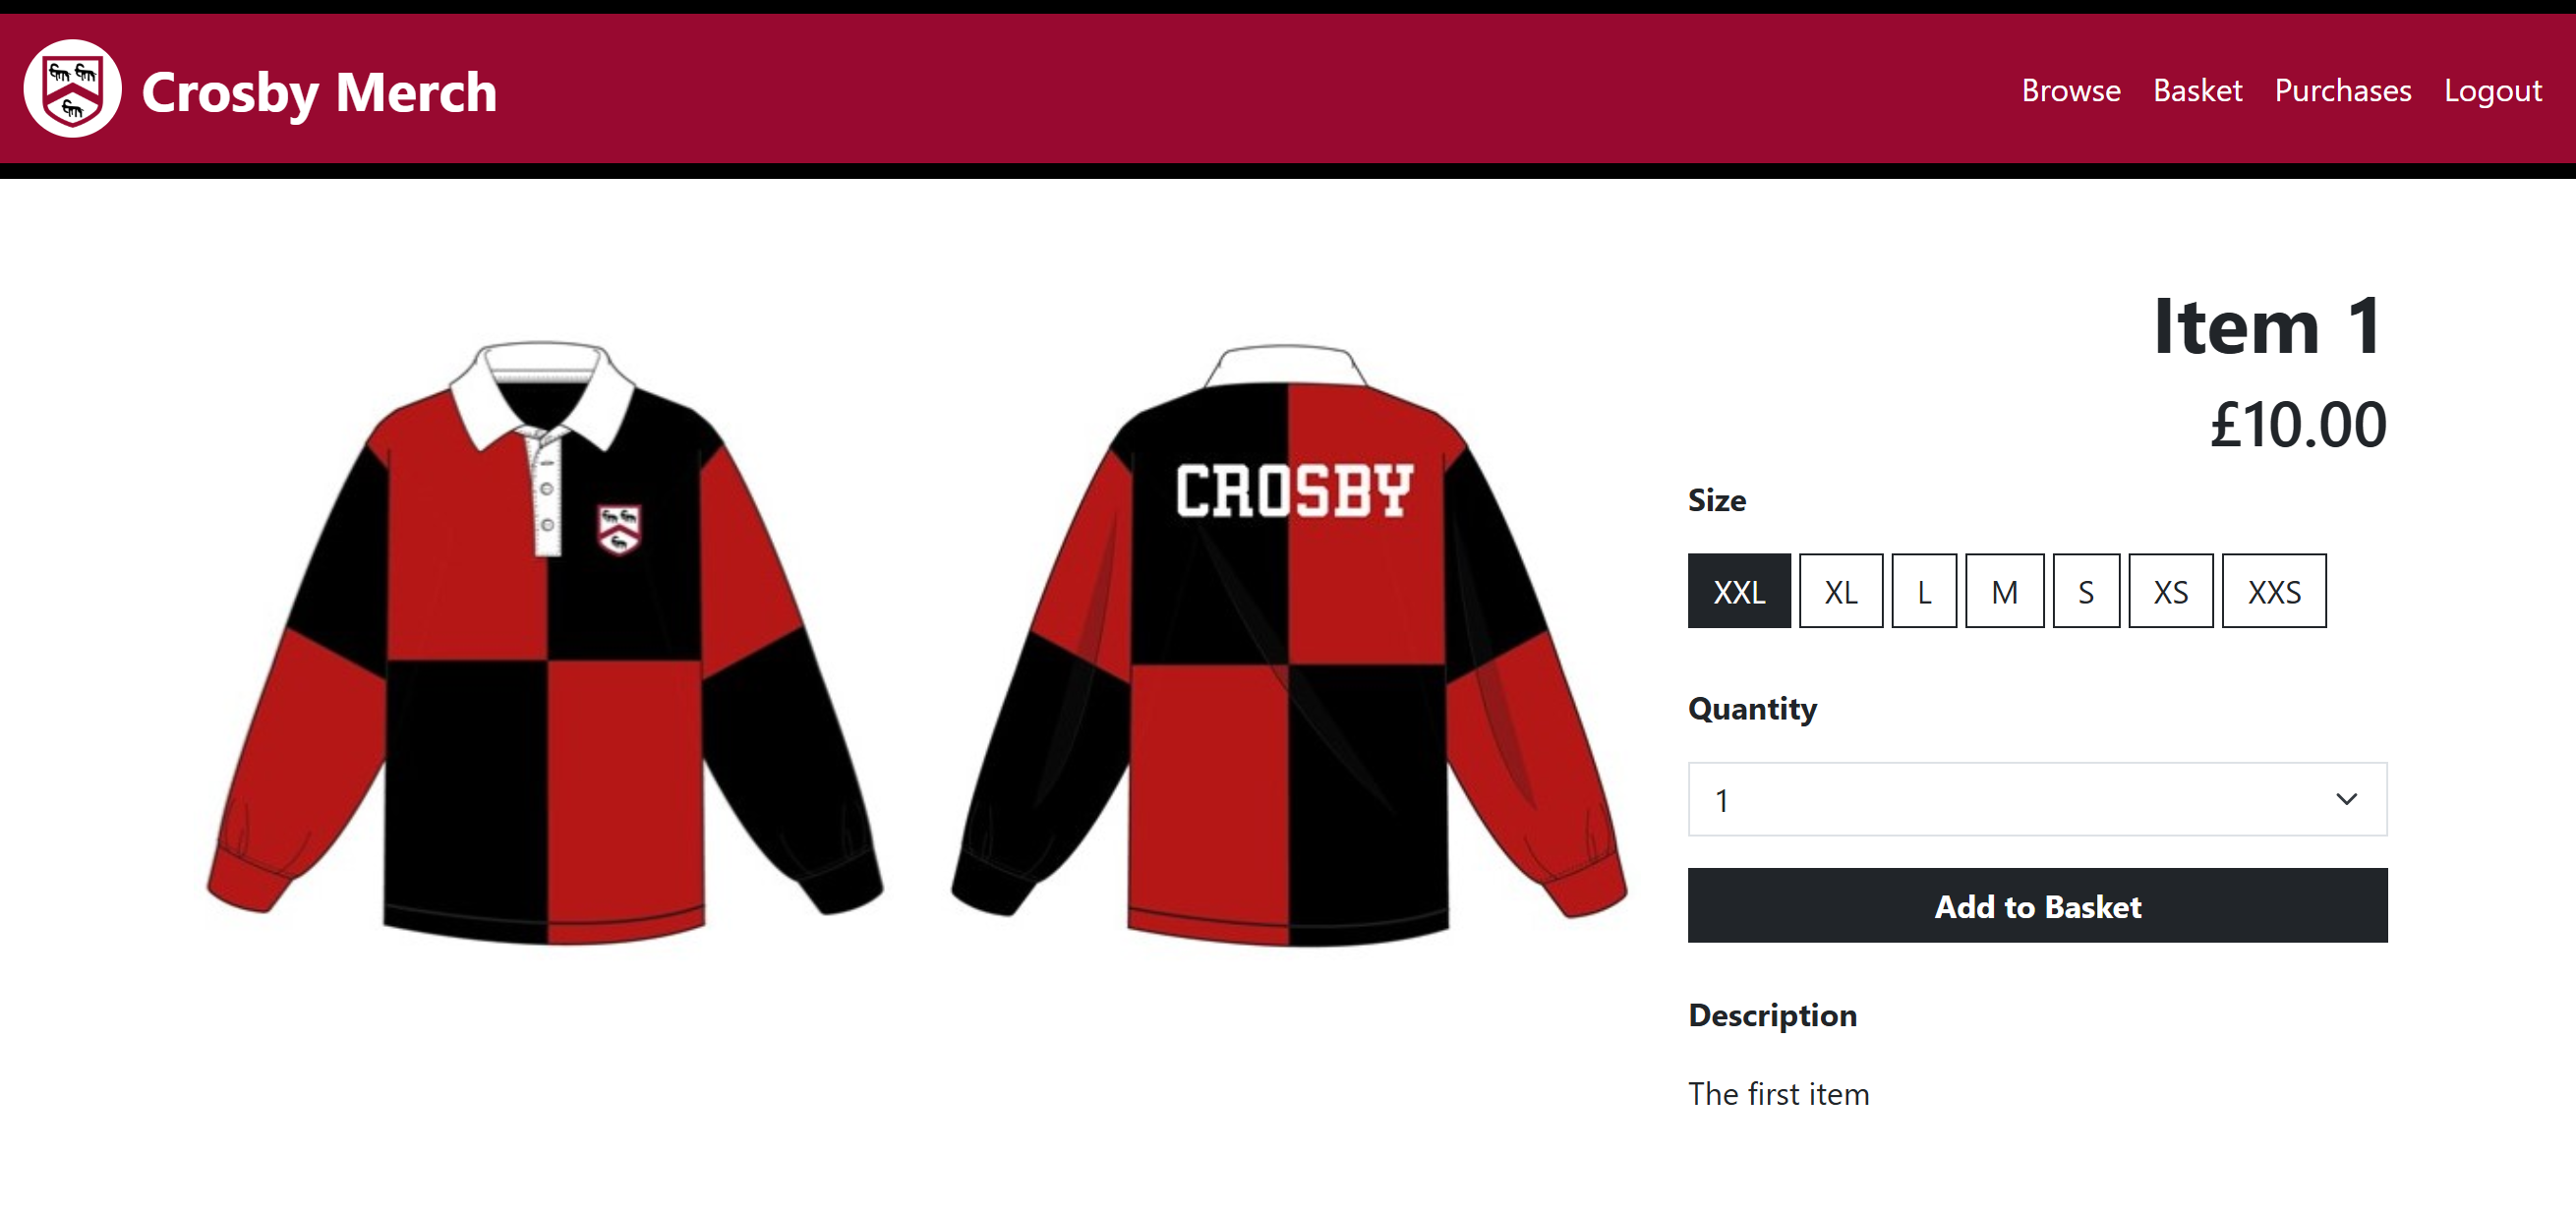 Crosby Merch
Browse Basket Purchases Logout
CROSBY
Item 1
£10.00
Size
XXL XL L M S XS XXS
Quantity
1
Add to Basket
Description
The first item